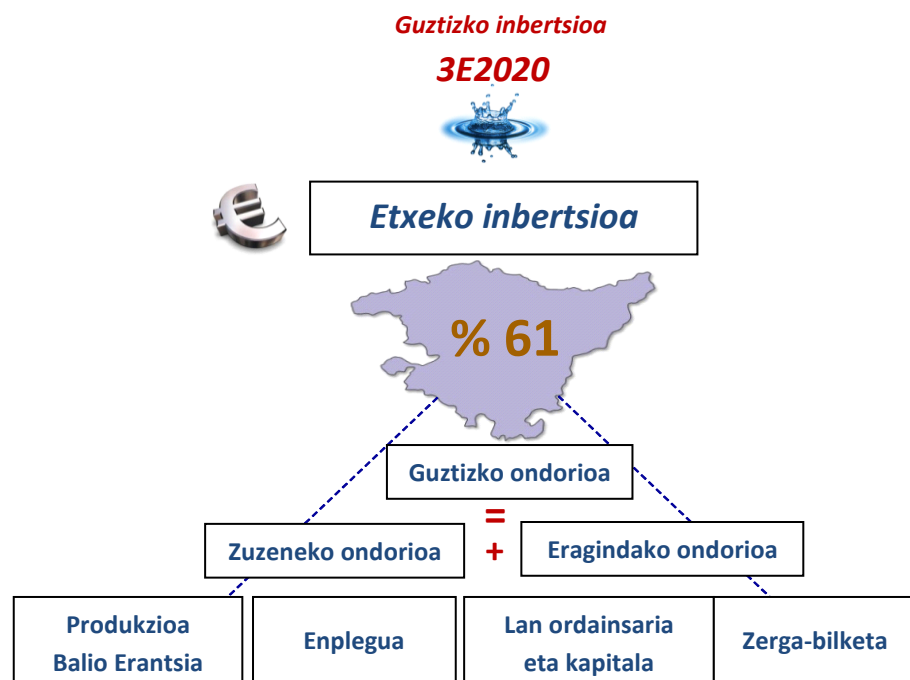 Guztizko inbertsioa
3E2020
Etxeko inbertsioa
% 61
Guztizko ondorioa
=
Zuzeneko ondorioa
+
Eragindako ondorioa
Produkzioa
Balio Erantsia
Enplegua
Lan ordainsaria
eta kapitala
Zerga-bilketa